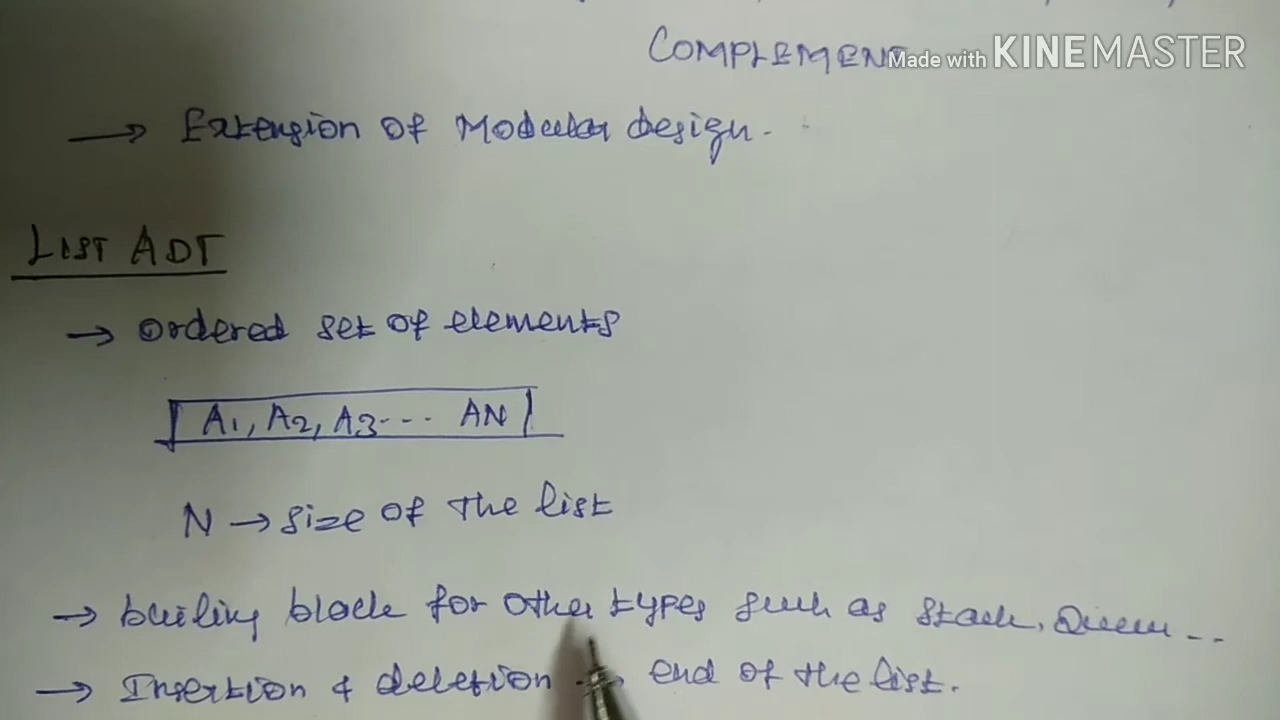 COMPLEMENT
Made with KINEMASTER
→ Extension of Modular design.
LIST ADT
→ Ordered set of elements
A1, A2, A3 --- AN
N → size of the list
→ builing block for other types such as stack, Queue ---
→ Insertion & deletion → end of the list.